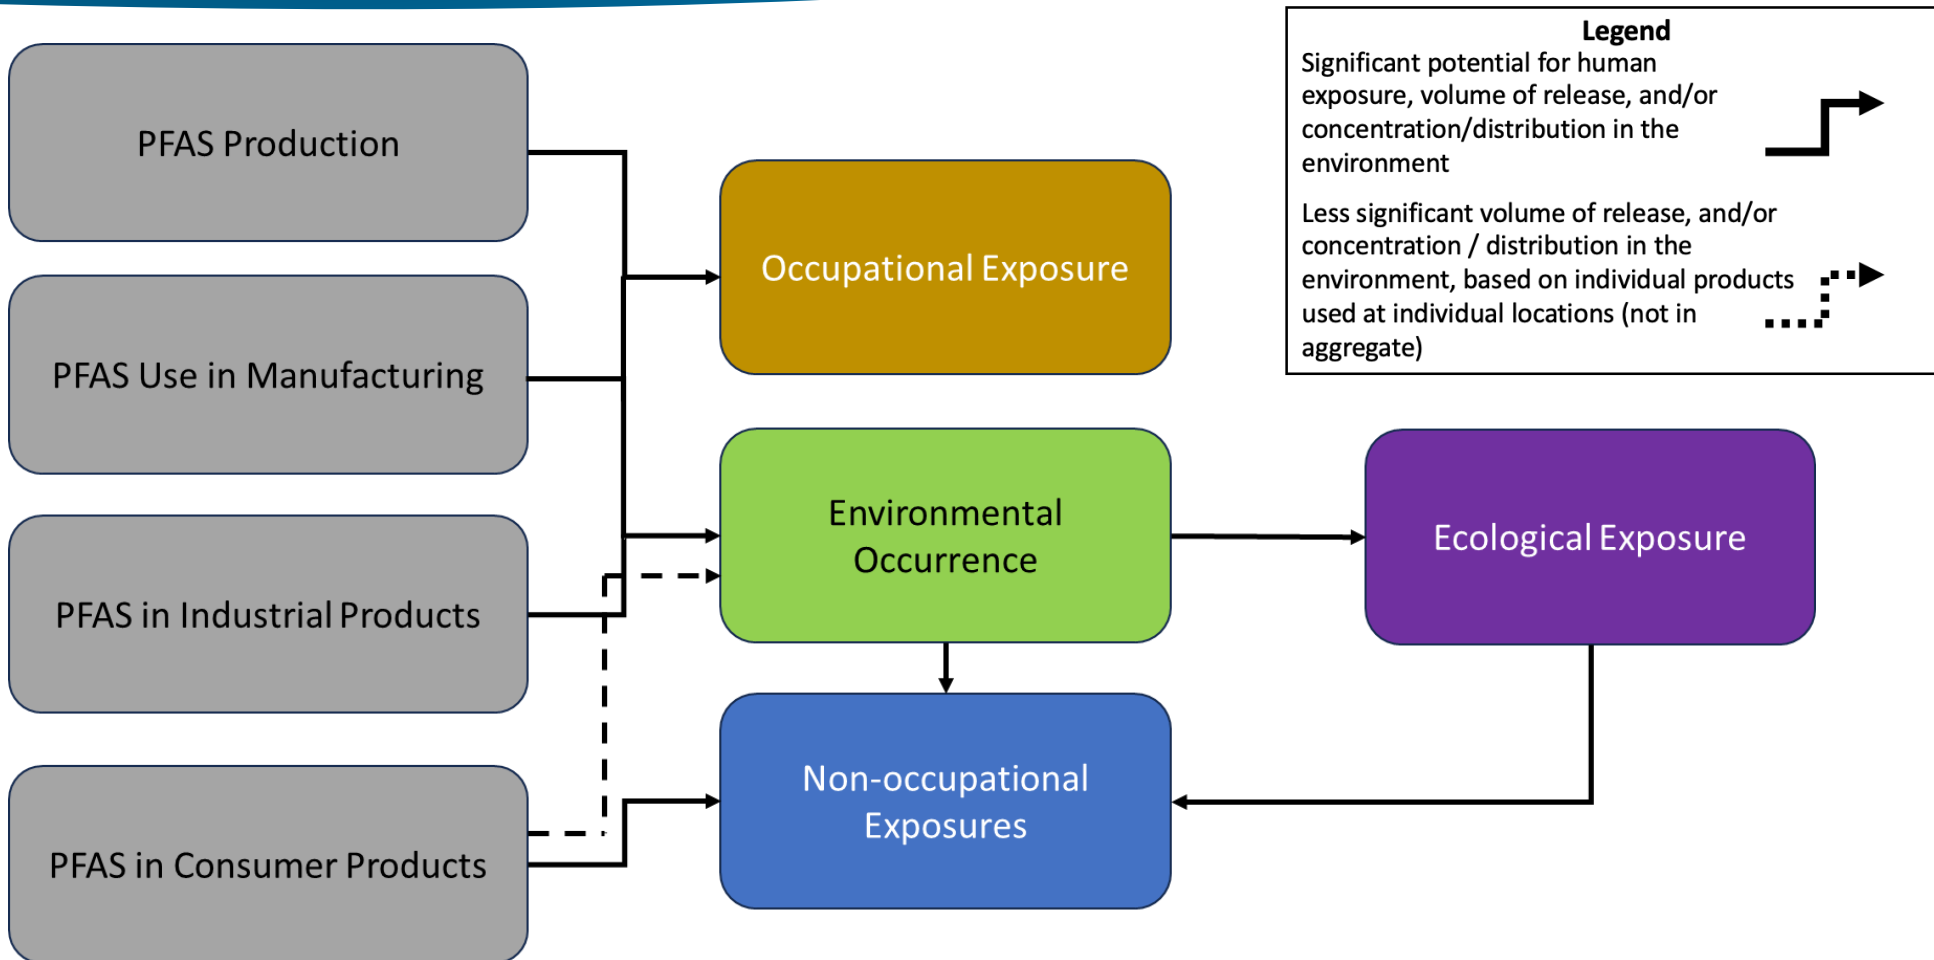 PFAS Production
PFAS Use in Manufacturing
PFAS in Industrial Products
PFAS in Consumer Products
Occupational Exposure
Environmental
Occurrence
Non-occupational
Exposures
Ecological Exposure
Legend
Significant potential for human
exposure, volume of release, and/or
concentration/distribution in the
environment
Less significant volume of release, and/or
concentration / distribution in the
environment, based on individual products
used at individual locations (not in
aggregate)